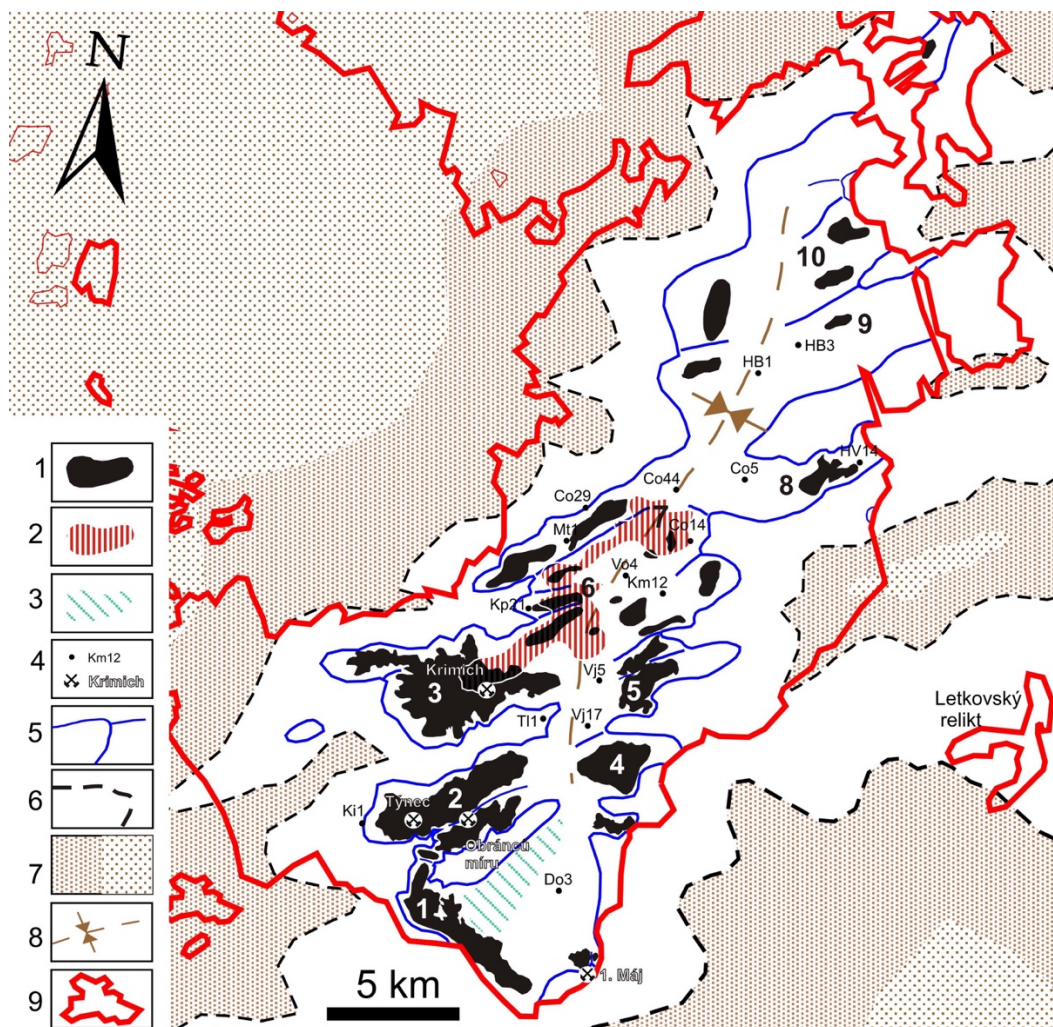 N
10
9
HB3
HB1
HV14
Co5
8
Co44
Co29
7
Mt1
Co14
Vo4
6
Km12
Kp21
Krimich
Vj5
3
5
Tl1
Vj17
Letkovský
relikt
4
Týnec
2
Ki1
Obráncu
míru
Do3
1
1. Máj
5 km
1
2
3
4
Km12
Krimich
5
6
7
8
9